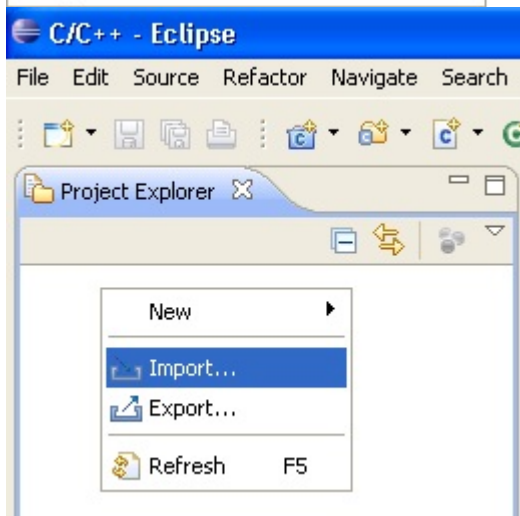 C/C++ - Eclipse
File Edit Source Refactor Navigate Search
Project Explorer
New
Import...
Export...
Refresh F5